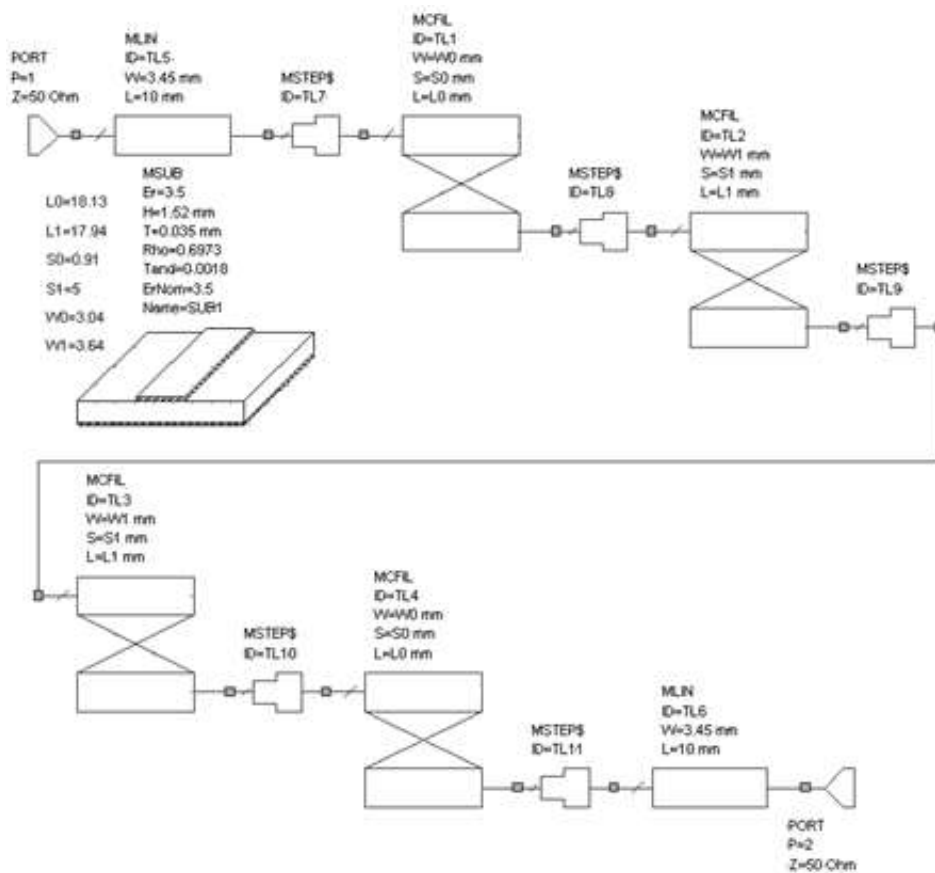 PORT
P=1
Z=50 Ohm
MLIN
ID=TL5
W=3.45 mm
L=10 mm
MSTEP$
ID=TL7
MCFIL
ID=TL1
W=W0 mm
S=S0 mm
L=L0 mm
MSTEP$
ID=TL8
MCFIL
ID=TL2
W=W1 mm
S=S1 mm
L=L1 mm
MSTEP$
ID=TL9
L0=18.13
L1=17.94
S0=0.91
S1=5
W0=3.04
W1=3.64
MSUB
Er=3.5
H=1.52 mm
T=0.035 mm
Rho=0.6973
Tand=0.0018
ErNom=3.5
Name=SUB1
MCFIL
ID=TL3
W=W1 mm
S=S1 mm
L=L1 mm
MSTEP$
ID=TL10
MCFIL
ID=TL4
W=W0 mm
S=S0 mm
L=L0 mm
MSTEP$
ID=TL11
MLIN
ID=TL6
W=3.45 mm
L=10 mm
PORT
P=2
Z=50 Ohm